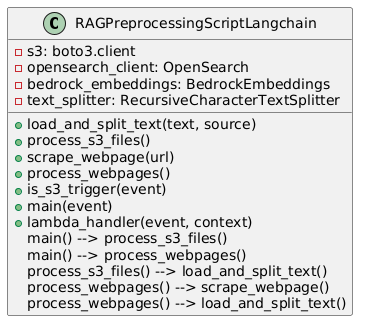 C RAGPreprocessingScriptLangchain
s3: boto3.client
opensearch_client: OpenSearch
bedrock_embeddings: BedrockEmbeddings
text_splitter: RecursiveCharacterTextSplitter
load_and_split_text(text, source)
process_s3_files()
scrape_webpage(url)
process_webpages()
is_s3_trigger(event)
main(event)
lambda_handler(event, context)
main() --> process_s3_files()
main() --> process_webpages()
process_s3_files() --> load_and_split_text()
process_webpages() --> scrape_webpage()
process_webpages() --> load_and_split_text()